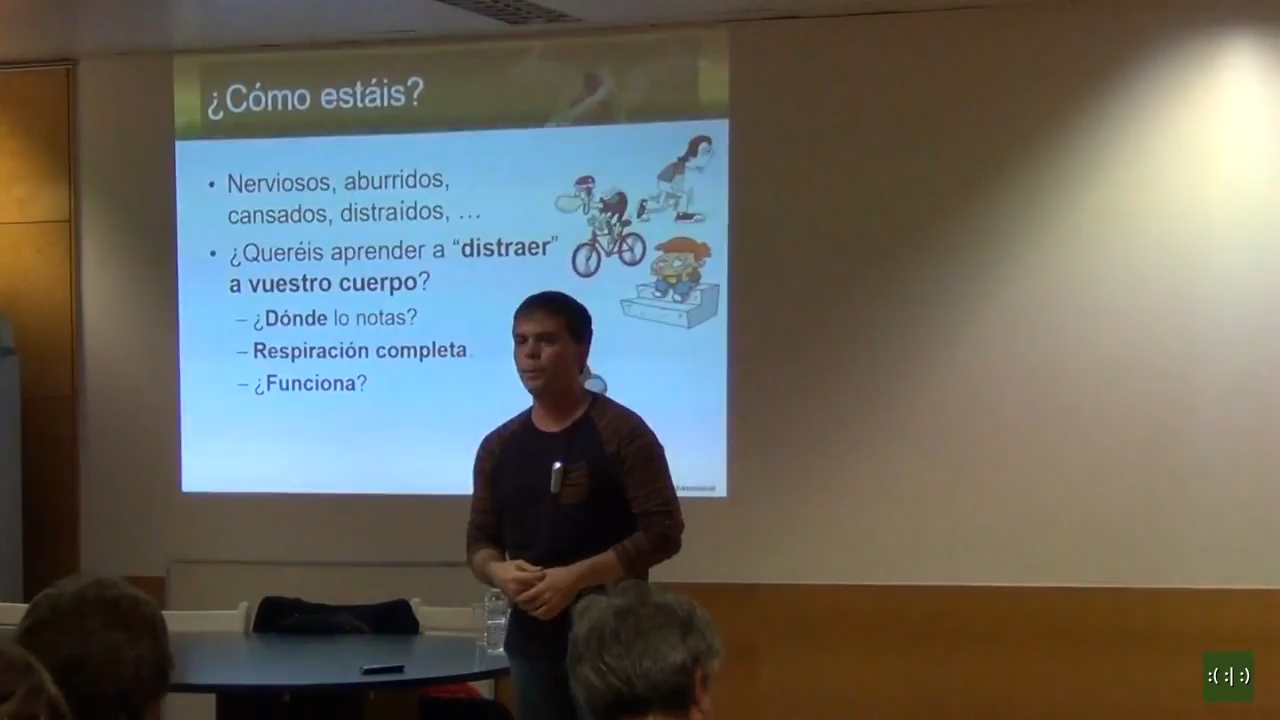 ¿Cómo estáis?
• Nerviosos, aburridos,
cansados, distraídos, ...
• ¿Queréis aprender a “distraer”
a vuestro cuerpo?
– ¿Dónde lo notas?
– Respiración completa.
– ¿Funciona?
:( :| :)